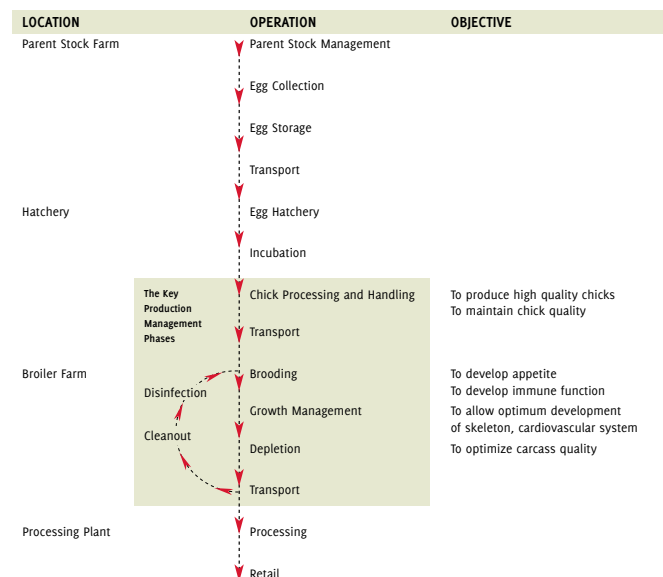 LOCATION OPERATION OBJECTIVE
Parent Stock Farm Parent Stock Management
Egg Collection
Egg Storage
Transport
Hatchery Egg Hatchery
Incubation
The Key
Production
Management
Phases
Chick Processing and Handling To produce high quality chicks
To maintain chick quality
Transport
Broiler Farm Brooding To develop appetite
Disinfection To develop immune function
Growth Management To allow optimum development
of skeleton, cardiovascular system
Cleanout
Depletion To optimize carcass quality
Transport
Processing Plant Processing
Retail